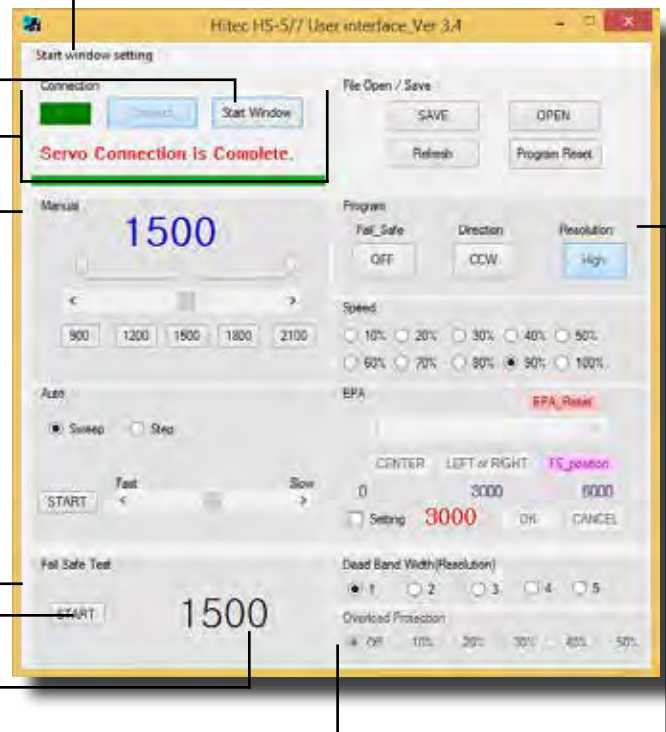 Hitec HS-5/7 User interface_Ver 3.4
Start window setting
Connection
Connect
Start Window
Servo Connection is Complete.
File Open / Save
SAVE
OPEN
Refresh
Program Reset
Manual
1500
<
>
900
1200
1500
1800
2100
Program
Fail_Safe
Direction
Resolution
OFF
CCW
High
Speed
10% 20% 30% 40% 50%
60% 70% 80% 90% 100%
Auto
Sweep
Step
Fast
Slow
START
<
>
EPA
EPA_Reset
CENTER
LEFT or RIGHT
FS_position
0
3000
6000
Setting
3000
OK
CANCEL
Fail Safe Test
START
1500
Dead Band Width(Resolution)
1 2 3 4 5
Overload Protection
Off 10% 20% 30% 40% 50%